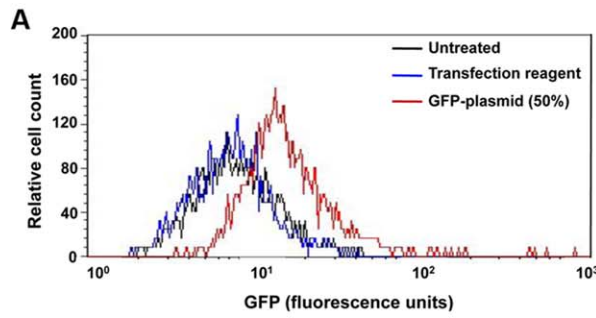 A
200
160
120
80
40
0
Relative cell count
Untreated
Transfection reagent
GFP-plasmid (50%)
10⁰
10¹
10²
10³
GFP (fluorescence units)